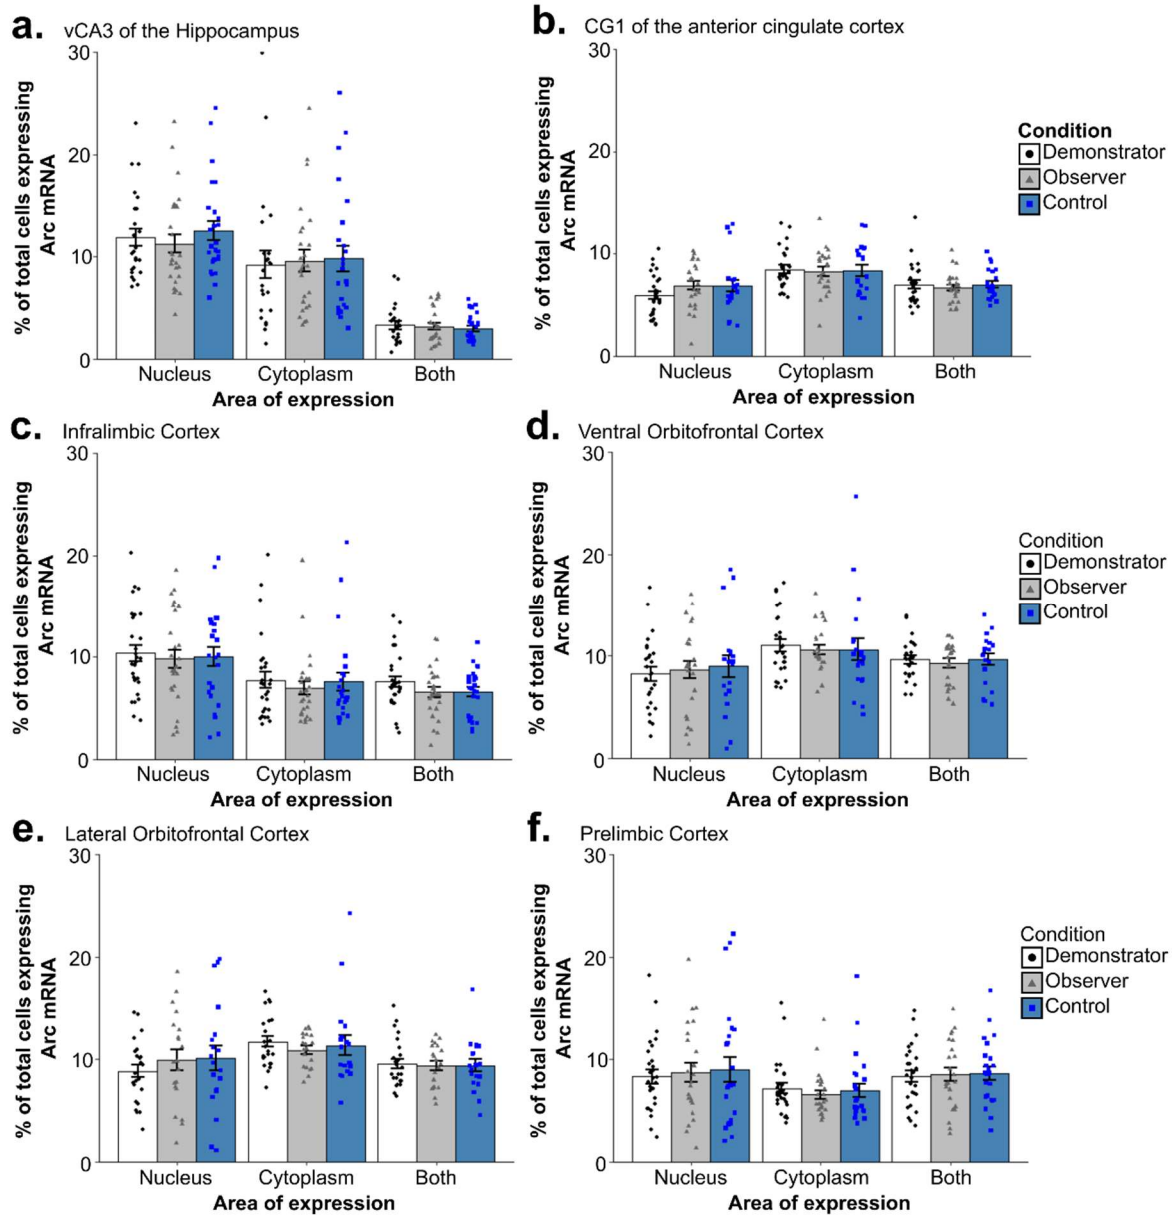 a. vCA3 of the Hippocampus
% of total cells expressing
Arc mRNA
30
20
10
0
Nucleus Cytoplasm Both
Area of expression
b. CG1 of the anterior cingulate cortex
% of total cells expressing
Arc mRNA
30
20
10
0
Nucleus Cytoplasm Both
Area of expression
Condition
Demonstrator
Observer
Control
c. Infralimbic Cortex
% of total cells expressing
Arc mRNA
30
20
10
0
Nucleus Cytoplasm Both
Area of expression
d. Ventral Orbitofrontal Cortex
% of total cells expressing
Arc mRNA
30
20
10
0
Nucleus Cytoplasm Both
Area of expression
Condition
Demonstrator
Observer
Control
e. Lateral Orbitofrontal Cortex
% of total cells expressing
Arc mRNA
30
20
10
0
Nucleus Cytoplasm Both
Area of expression
f. Prelimbic Cortex
% of total cells expressing
Arc mRNA
30
20
10
0
Nucleus Cytoplasm Both
Area of expression
Condition
Demonstrator
Observer
Control